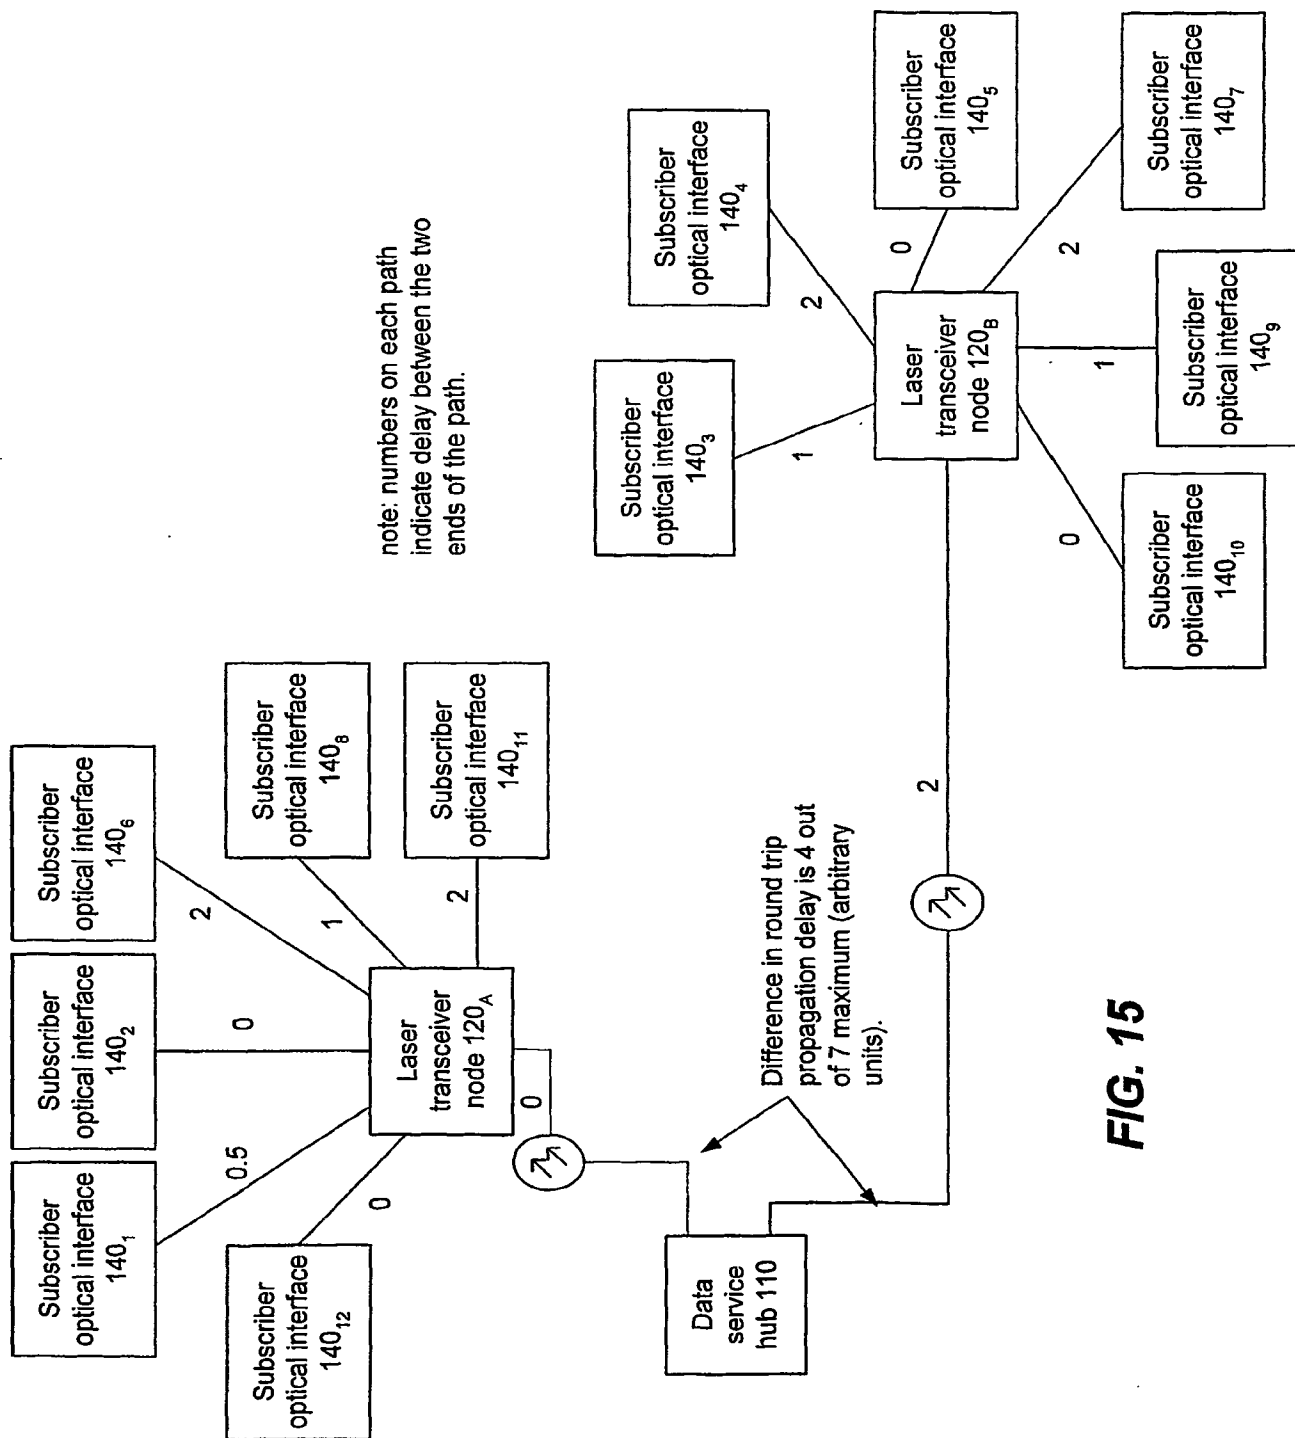 Subscriber
optical interface
140₁
Subscriber
optical interface
140₂
Subscriber
optical interface
140₆
Subscriber
optical interface
140₁₂
Subscriber
optical interface
140₈
Subscriber
optical interface
140₁₁
0.5
0
2
0
1
2
Laser
transceiver
node 120A
0
note: numbers on each path
indicate delay between the two
ends of the path.
Data
service
hub 110
Difference in round trip
propagation delay is 4 out
of 7 maximum (arbitrary
units).
2
Subscriber
optical interface
140₃
Subscriber
optical interface
140₄
1
2
Laser
transceiver
node 120B
Subscriber
optical interface
140₅
0
2
1
0
Subscriber
optical interface
140₁₀
Subscriber
optical interface
140₉
Subscriber
optical interface
140₇
FIG. 15